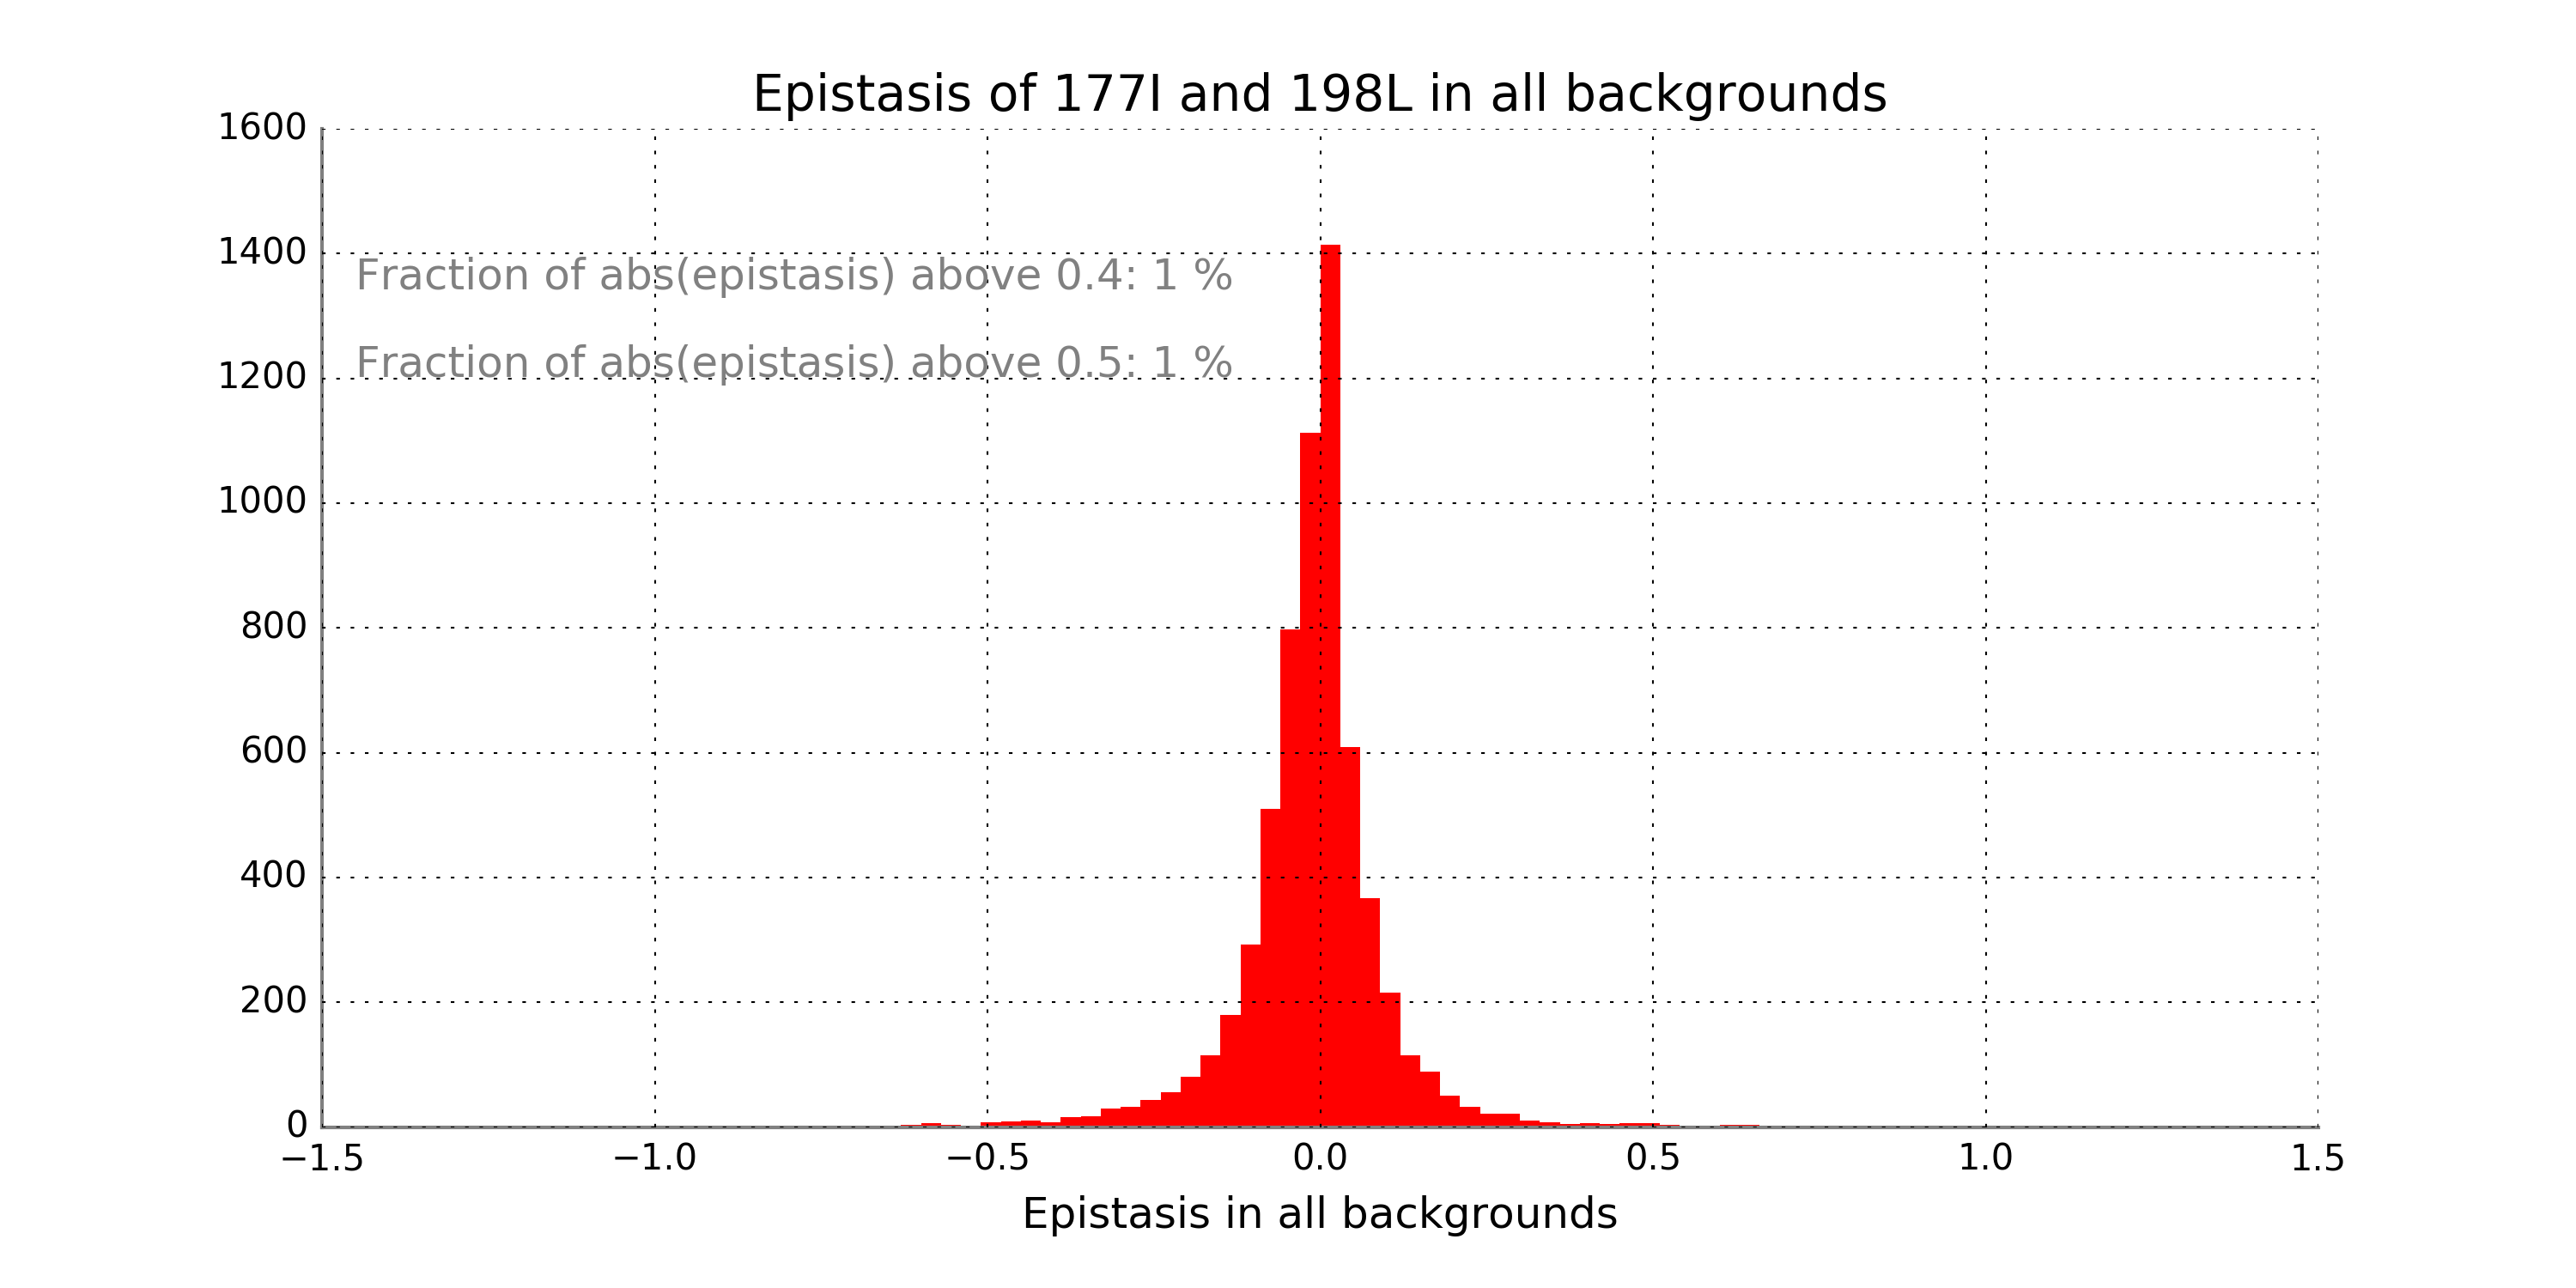 Epistasis of 177I and 198L in all backgrounds
1600
1400
Fraction of abs(epistasis) above 0.4: 1 %
Fraction of abs(epistasis) above 0.5: 1 %
1200
1000
800
600
400
200
0
−1.5 −1.0 −0.5 0.0 0.5 1.0 1.5
Epistasis in all backgrounds